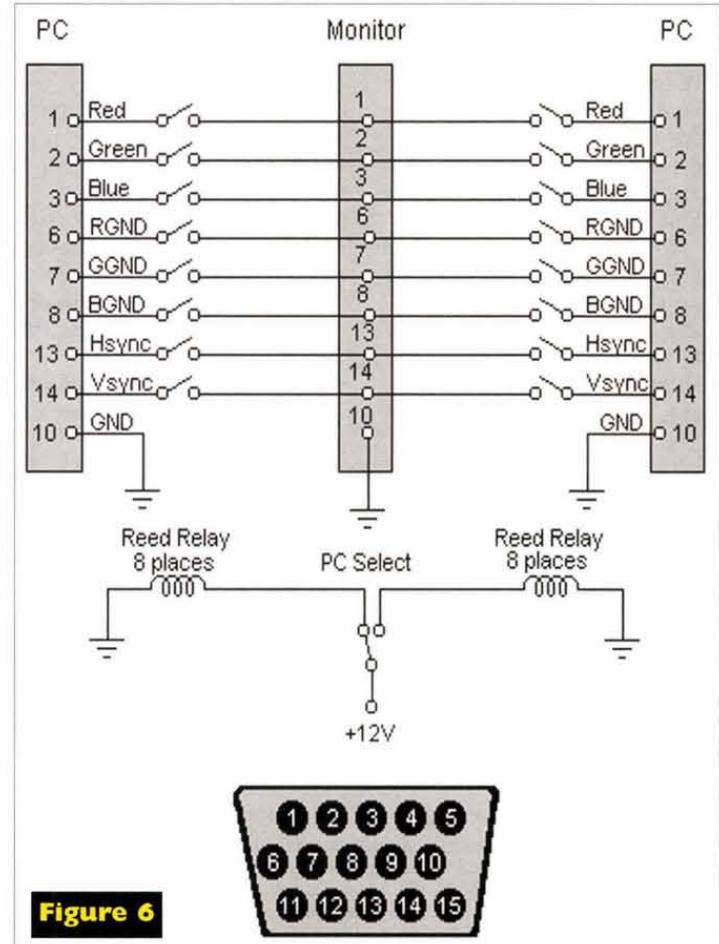 PC Monitor PC
1 Red 1 Red 1
2 Green 2 Green 2
3 Blue 3 Blue 3
6 RGND 6 RGND 6
7 GGND 7 GGND 7
8 BGND 8 BGND 8
13 Hsync 13 Hsync 13
14 Vsync 14 Vsync 14
10 GND 10 GND 10
Reed Relay
8 places
PC Select
Reed Relay
8 places
+12V
1 2 3 4 5
6 7 8 9 10
11 12 13 14 15
Figure 6